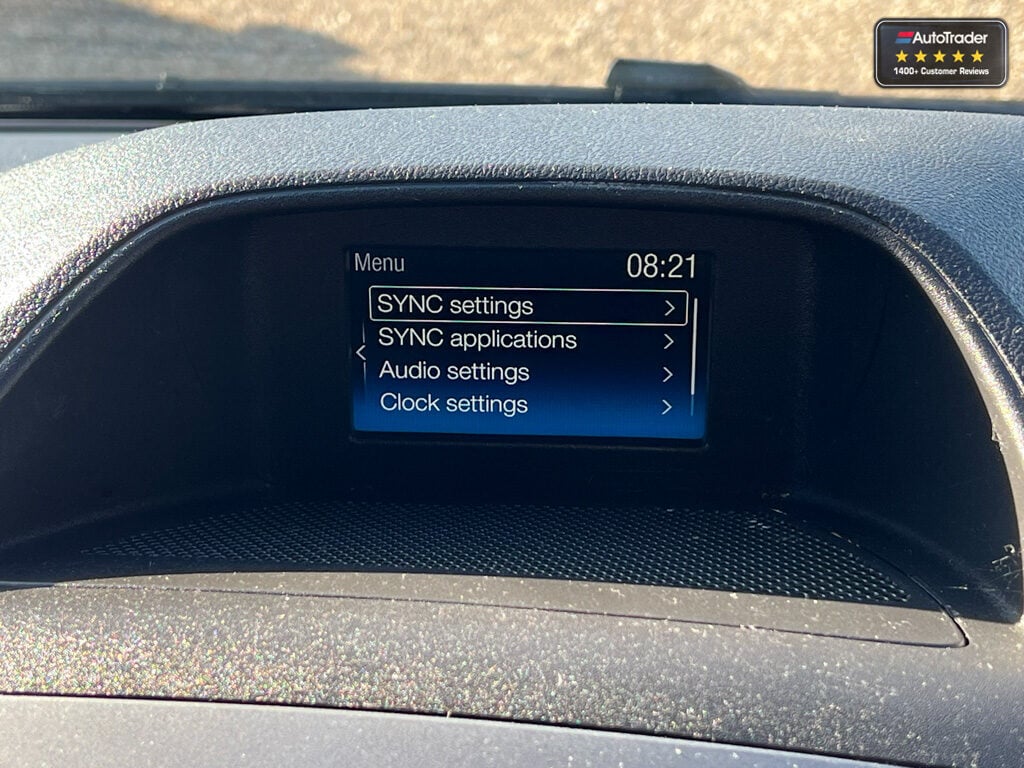 AutoTrader
1400+ Customer Reviews
Menu 08:21
SYNC settings
SYNC applications
Audio settings
Clock settings